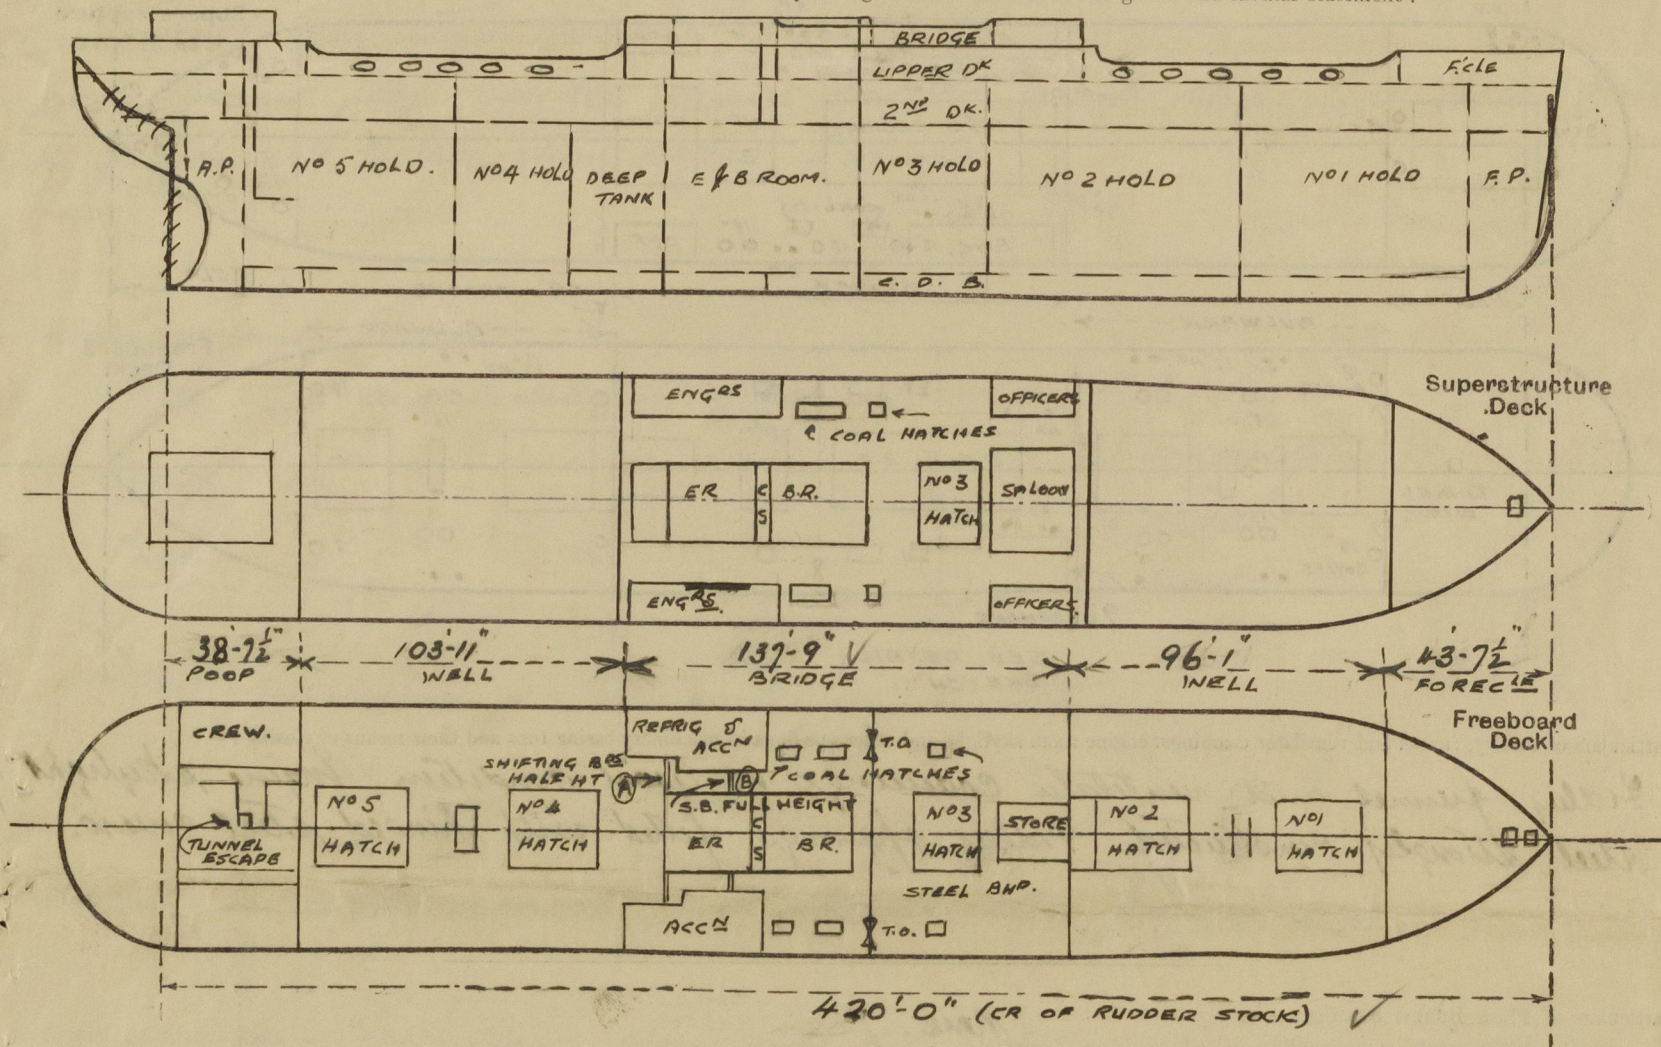 BRIDGE
UPPER DK
F'CLE
2ND DK.
A.P.
No 5 HOLD.
No 4 HOLD
DEEP
TANK
E & B ROOM.
No 3 HOLD
No 2 HOLD
No 1 HOLD
F.P.
C. D. B.
Superstructure
Deck
ENGRS
OFFICERS
COAL HATCHES
ER
C
S
B.R.
No 3
HATCH
SALOON
ENGRS.
OFFICERS.
38'-7½"
POOP
103'-11"
WELL
137'-9"
BRIDGE
96'-1"
WELL
43'-7½"
FORECLE
Freeboard
Deck
CREW.
REFRIG &
ACCN
T.O.
SHIFTING BDS
HALF HT
A
B
COAL HATCHES
S.B. FULL HEIGHT
No 5
HATCH
No 4
HATCH
ER
C
S
B.R.
No 3
HATCH
STORE
No 2
HATCH
No 1
HATCH
TUNNEL
ESCAPE
STEEL BHD.
ACCN
T.O.
420'-0" (CR OF RUDDER STOCK)